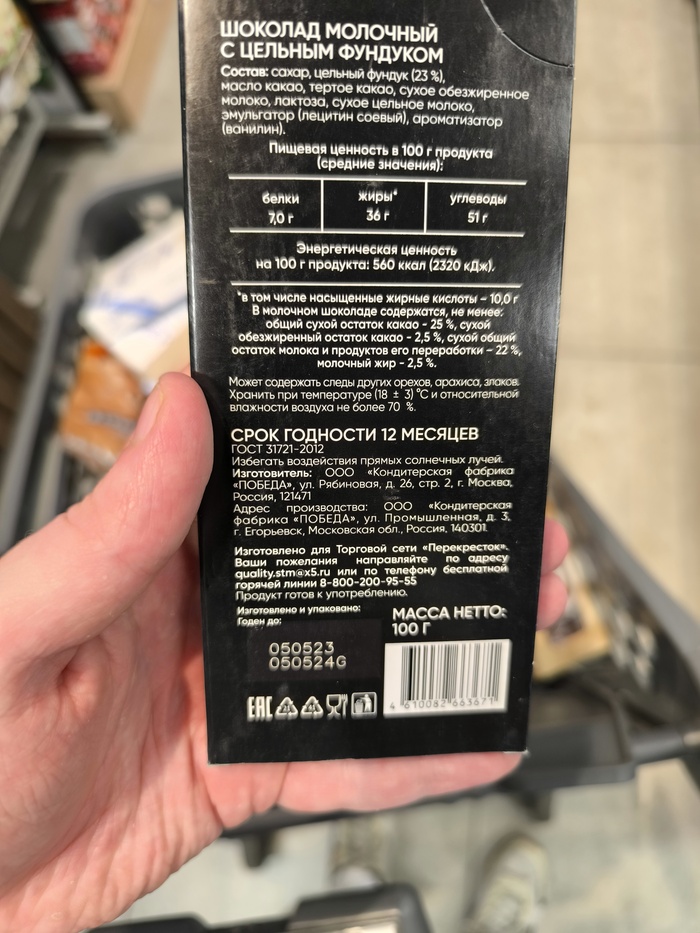 ШОКОЛАД МОЛОЧНЫЙ
С ЦЕЛЬНЫМ ФУНДУКОМ
Состав: сахар, цельный фундук (23 %),
масло какао, тертое какао, сухое обезжиренное
молоко, лактоза, сухое цельное молоко,
эмульгатор (лецитин соевый), ароматизатор
(ванилин).
Пищевая ценность в 100 г продукта
(средние значения):
белки жиры* углеводы
7,0 г 36 г 51 г
Энергетическая ценность
на 100 г продукта: 560 ккал (2320 кДж).
*в том числе насыщенные жирные кислоты – 10,0 г
В молочном шоколаде содержатся, не менее:
общий сухой остаток какао - 25 %, сухой
обезжиренный остаток какао - 2,5 %, сухой общий
остаток молока и продуктов его переработки – 22 %,
молочный жир - 2,5 %.
Может содержать следы других орехов, арахиса, злаков.
Хранить при температуре (18 ± 3) °С и относительной
влажности воздуха не более 70 %.
СРОК ГОДНОСТИ 12 МЕСЯЦЕВ
ГОСТ 31721-2012
Избегать воздействия прямых солнечных лучей.
Изготовитель: ООО «Кондитерская фабрика
«ПОБЕДА», ул. Рябиновая, д. 26, стр. 2, г. Москва,
Россия, 121471
Адрес производства: ООО «Кондитерская
фабрика «ПОБЕДА», ул. Промышленная, д. 3,
г. Егорьевск, Московская обл., Россия, 140301.
Изготовлено для Торговой сети «Перекресток».
Ваши пожелания направляйте по адресу
quality.stm@x5.ru или по телефону бесплатной
горячей линии 8-800-200-95-55
Продукт готов к употреблению.
Изготовлено и упаковано:
Годен до:
050523
050524G
МАССА НЕТТО:
100 Г
4 610082 663671
EAC